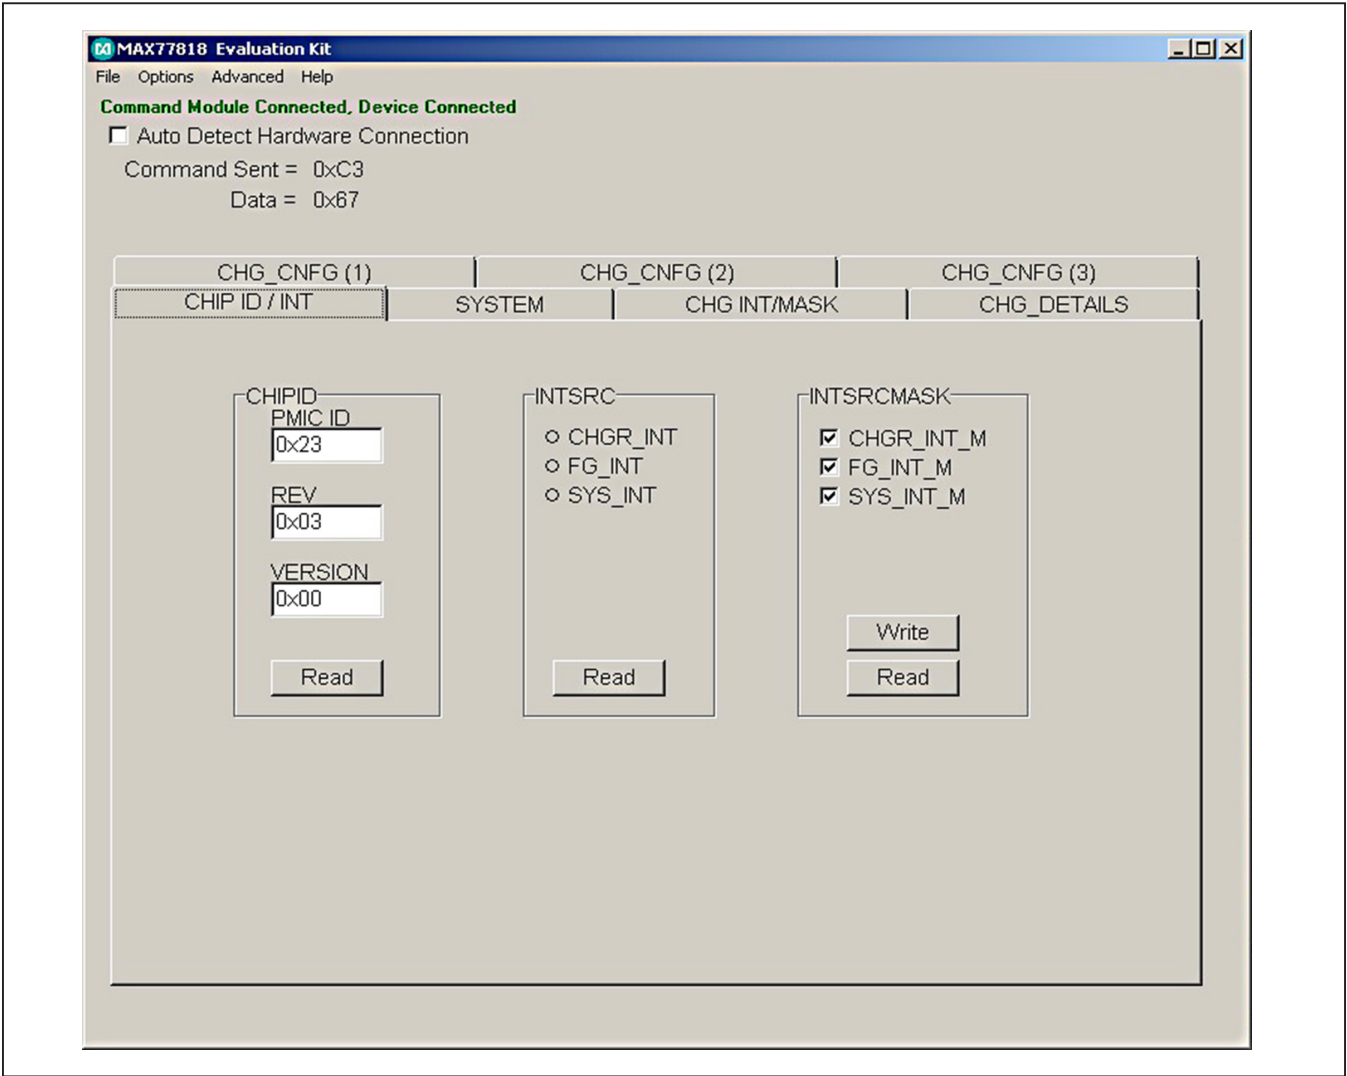 MAX77818 Evaluation Kit
File Options Advanced Help
Command Module Connected, Device Connected
Auto Detect Hardware Connection
Command Sent = 0xC3
Data = 0x67
CHG_CNFG (1) CHG_CNFG (2) CHG_CNFG (3)
CHIP ID / INT SYSTEM CHG INT/MASK CHG_DETAILS
CHIPID
PMIC ID
0x23
REV
0x03
VERSION
0x00
Read
INTSRC
CHGR_INT
FG_INT
SYS_INT
Read
INTSRCMASK
CHGR_INT_M
FG_INT_M
SYS_INT_M
Write
Read